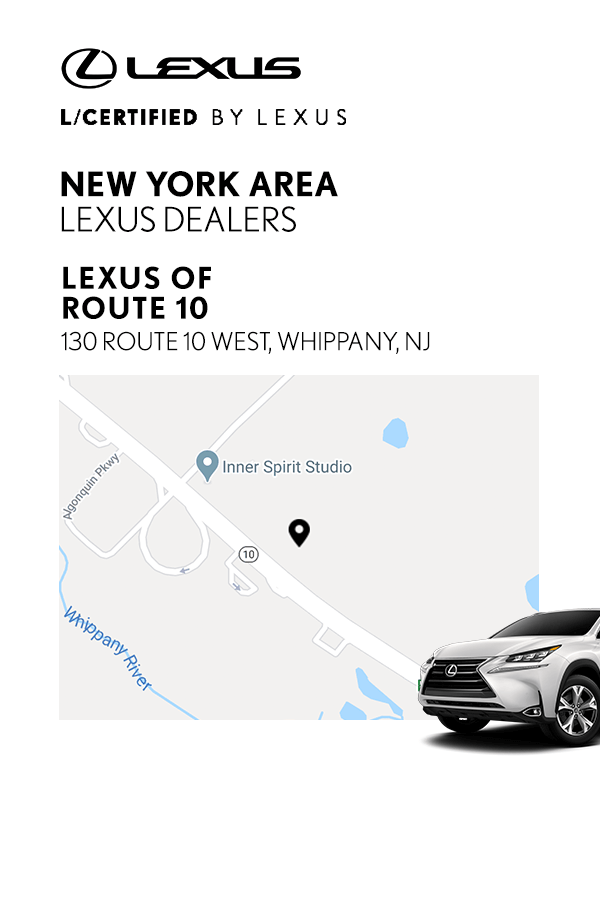 LEXUS
L/CERTIFIED BY LEXUS
NEW YORK AREA
LEXUS DEALERS
LEXUS OF
ROUTE 10
130 ROUTE 10 WEST, WHIPPANY, NJ
Algonquin Pkwy
Inner Spirit Studio
10
Whippany River